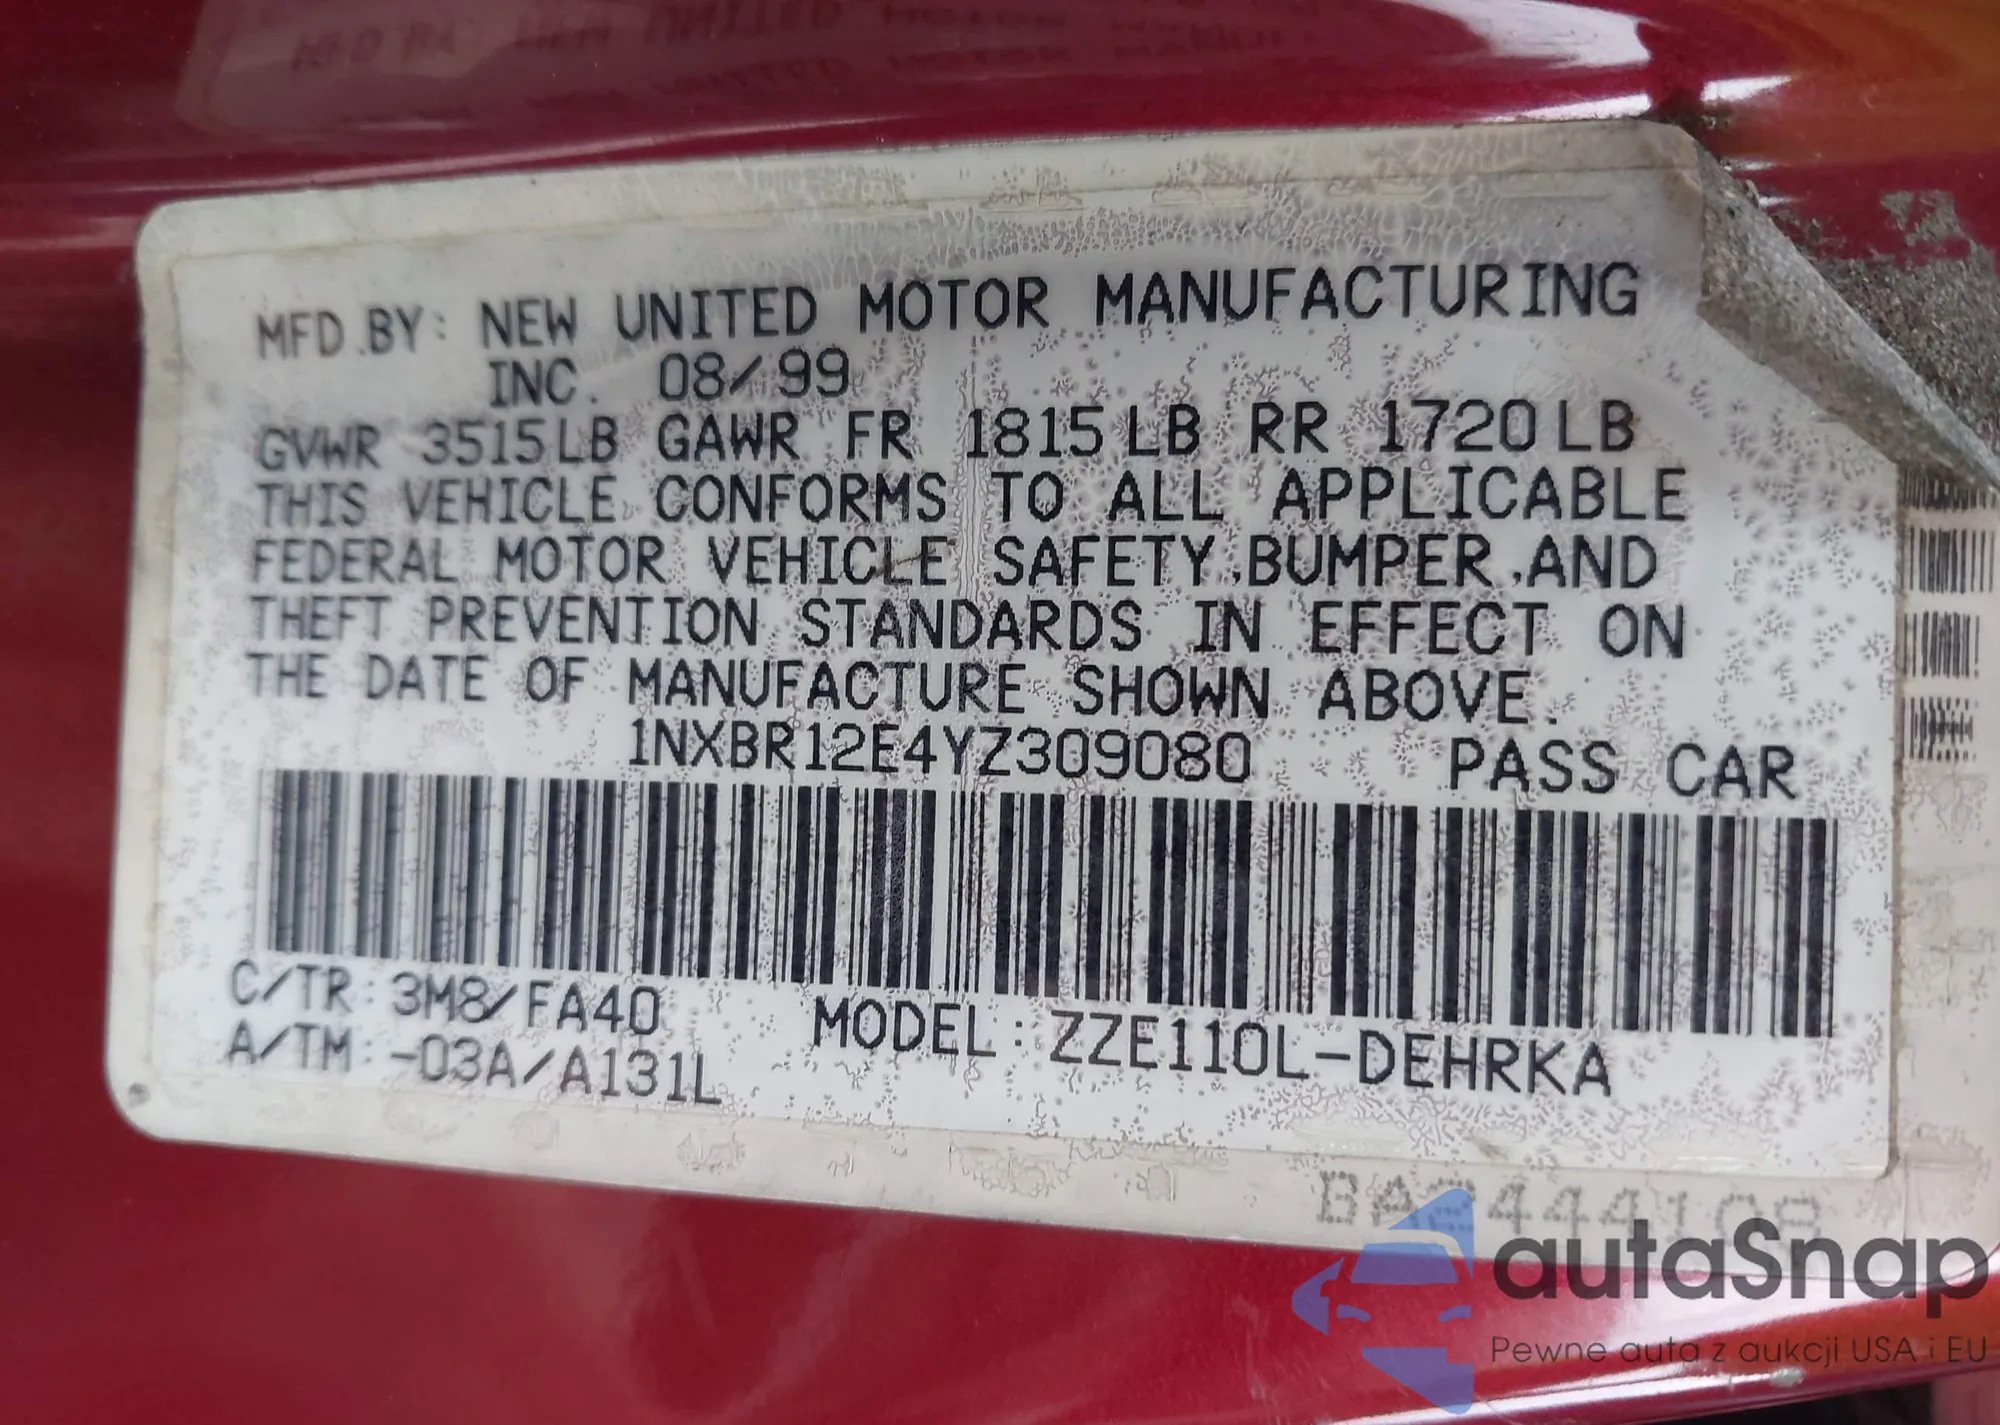 MFD.BY: NEW UNITED MOTOR MANUFACTURING
INC. 08/99
GVWR 3515LB GAWR FR 1815LB RR 1720LB
THIS VEHICLE CONFORMS TO ALL APPLICABLE
FEDERAL MOTOR VEHICLE SAFETY,BUMPER,AND
THEFT PREVENTION STANDARDS IN EFFECT ON
THE DATE OF MANUFACTURE SHOWN ABOVE.
1NXBR12E4YZ309080 PASS CAR
C/TR: 3M8/FA40
A/TM: -03A/A131L
MODEL: ZZE110L-DEHRKA
autaSnap
Pewne auta z aukcji USA i EU